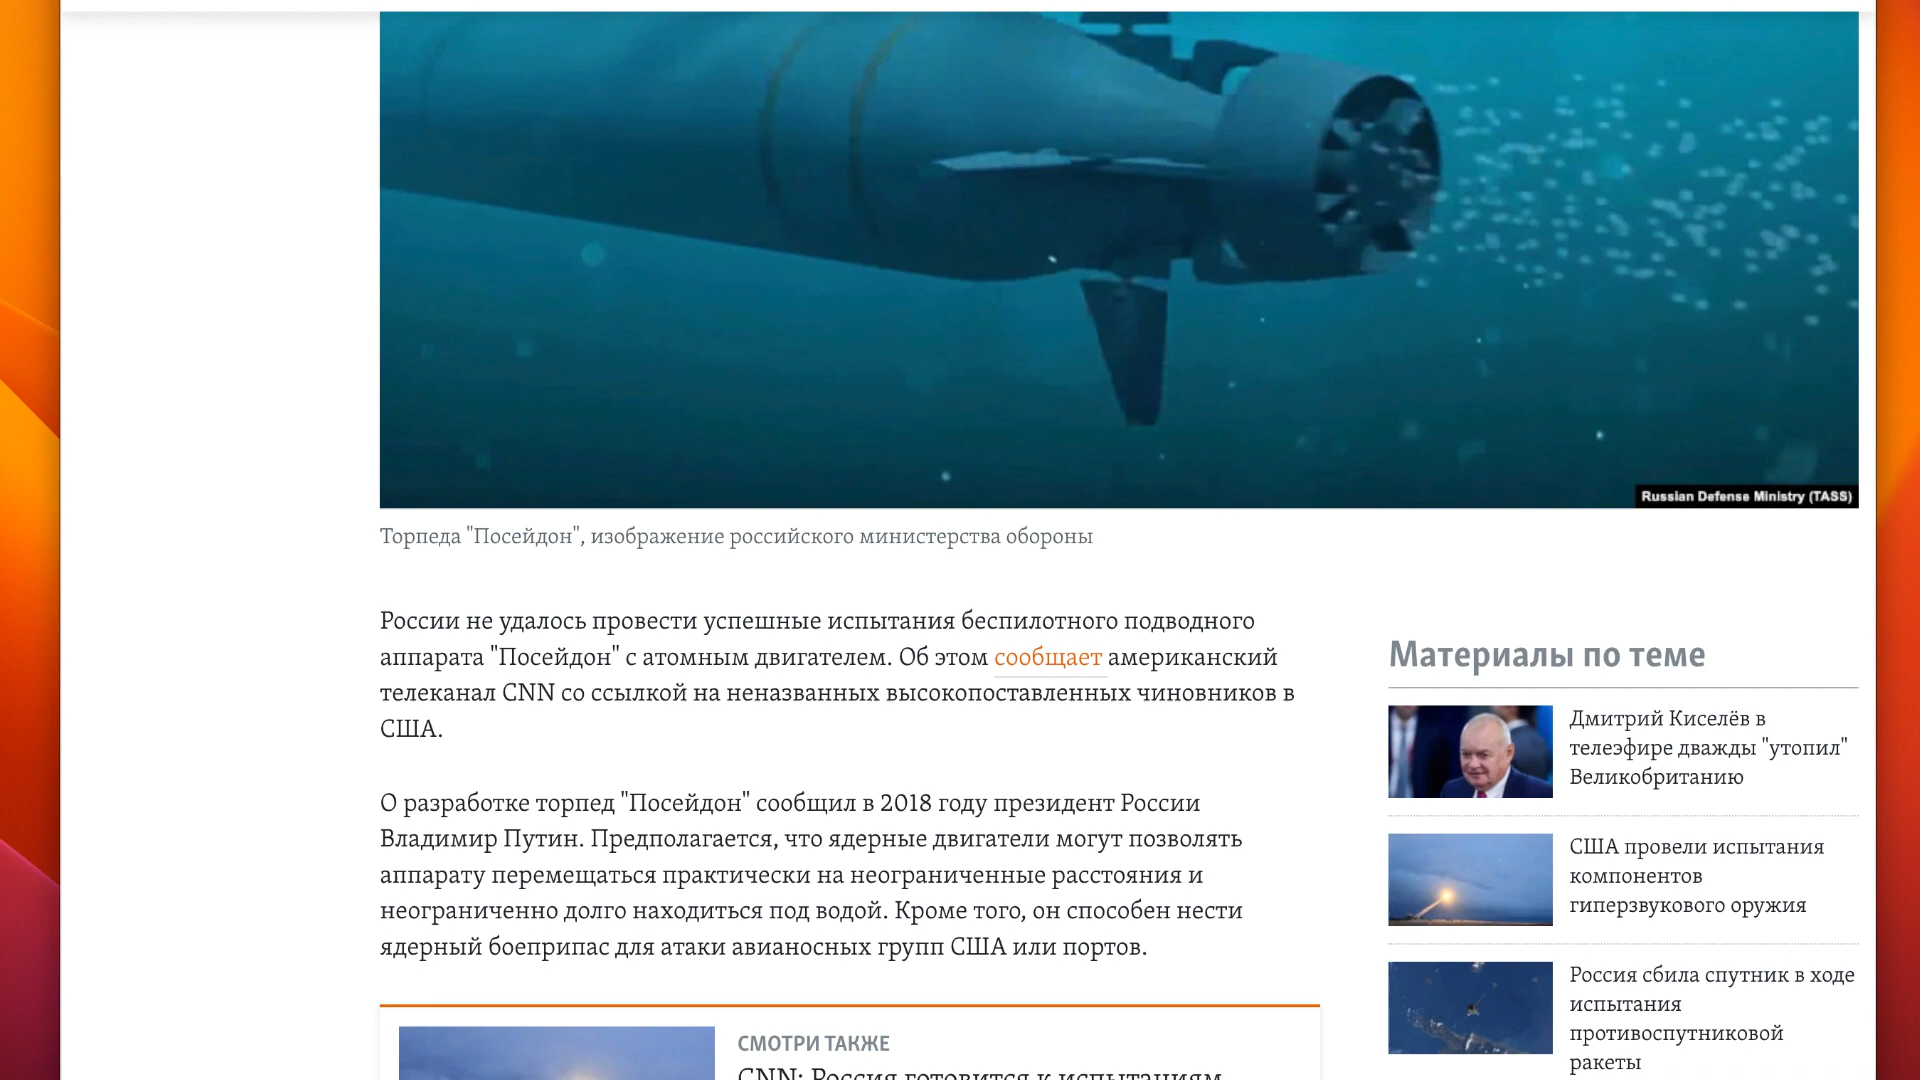 Russian Defense Ministry (TASS)
Торпеда "Посейдон", изображение российского министерства обороны
России не удалось провести успешные испытания беспилотного подводного
аппарата "Посейдон" с атомным двигателем. Об этом сообщает американский
телеканал CNN со ссылкой на неназванных высокопоставленных чиновников в
США.
О разработке торпед "Посейдон" сообщил в 2018 году президент России
Владимир Путин. Предполагается, что ядерные двигатели могут позволять
аппарату перемещаться практически на неограниченные расстояния и
неограниченно долго находиться под водой. Кроме того, он способен нести
ядерный боеприпас для атаки авианосных групп США или портов.
СМОТРИ ТАКЖЕ
CNN: Россия готовится к испытаниям
Материалы по теме
Дмитрий Киселёв в
телеэфире дважды "утопил"
Великобританию
США провели испытания
компонентов
гиперзвукового оружия
Россия сбила спутник в ходе
испытания
противоспутниковой
ракеты